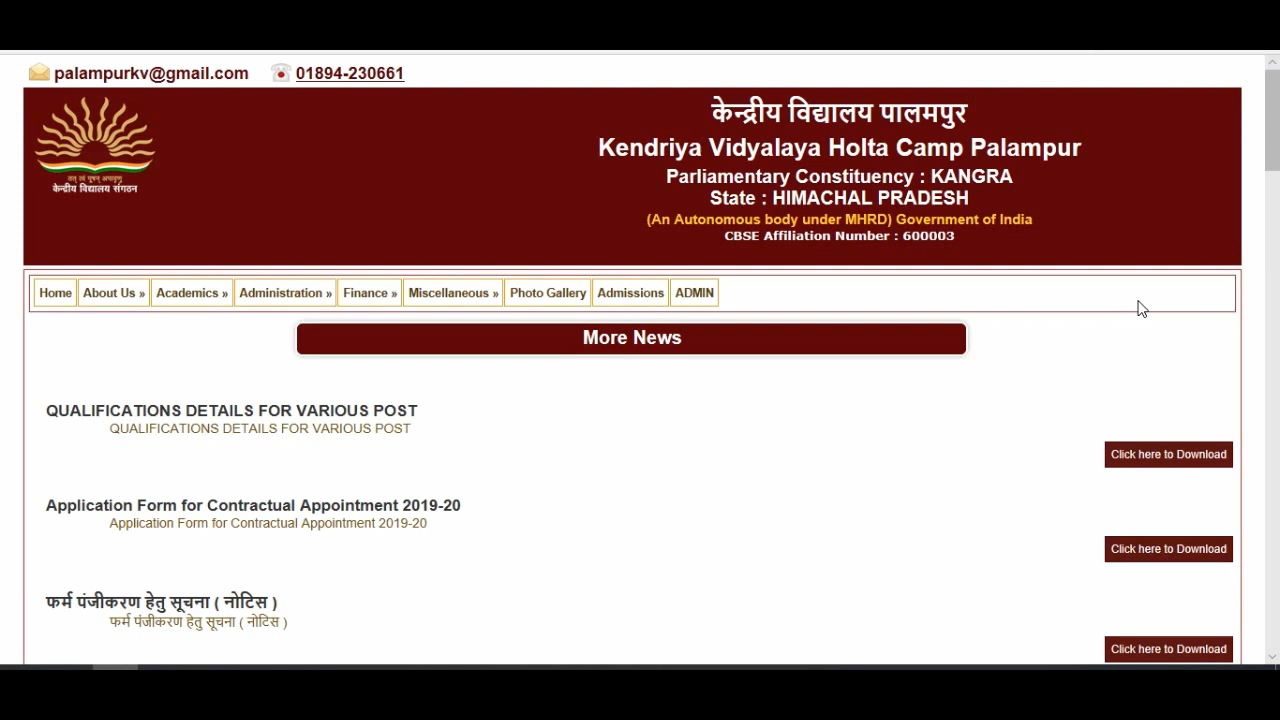 palampurkv@gmail.com 01894-230661
केन्द्रीय विद्यालय पालमपुर
Kendriya Vidyalaya Holta Camp Palampur
Parliamentary Constituency : KANGRA
State : HIMACHAL PRADESH
(An Autonomous body under MHRD) Government of India
CBSE Affiliation Number : 600003
केन्द्रीय विद्यालय संगठन
Home About Us » Academics » Administration » Finance » Miscellaneous » Photo Gallery Admissions ADMIN
More News
QUALIFICATIONS DETAILS FOR VARIOUS POST
QUALIFICATIONS DETAILS FOR VARIOUS POST
Click here to Download
Application Form for Contractual Appointment 2019-20
Application Form for Contractual Appointment 2019-20
Click here to Download
फर्म पंजीकरण हेतु सूचना ( नोटिस )
फर्म पंजीकरण हेतु सूचना ( नोटिस )
Click here to Download